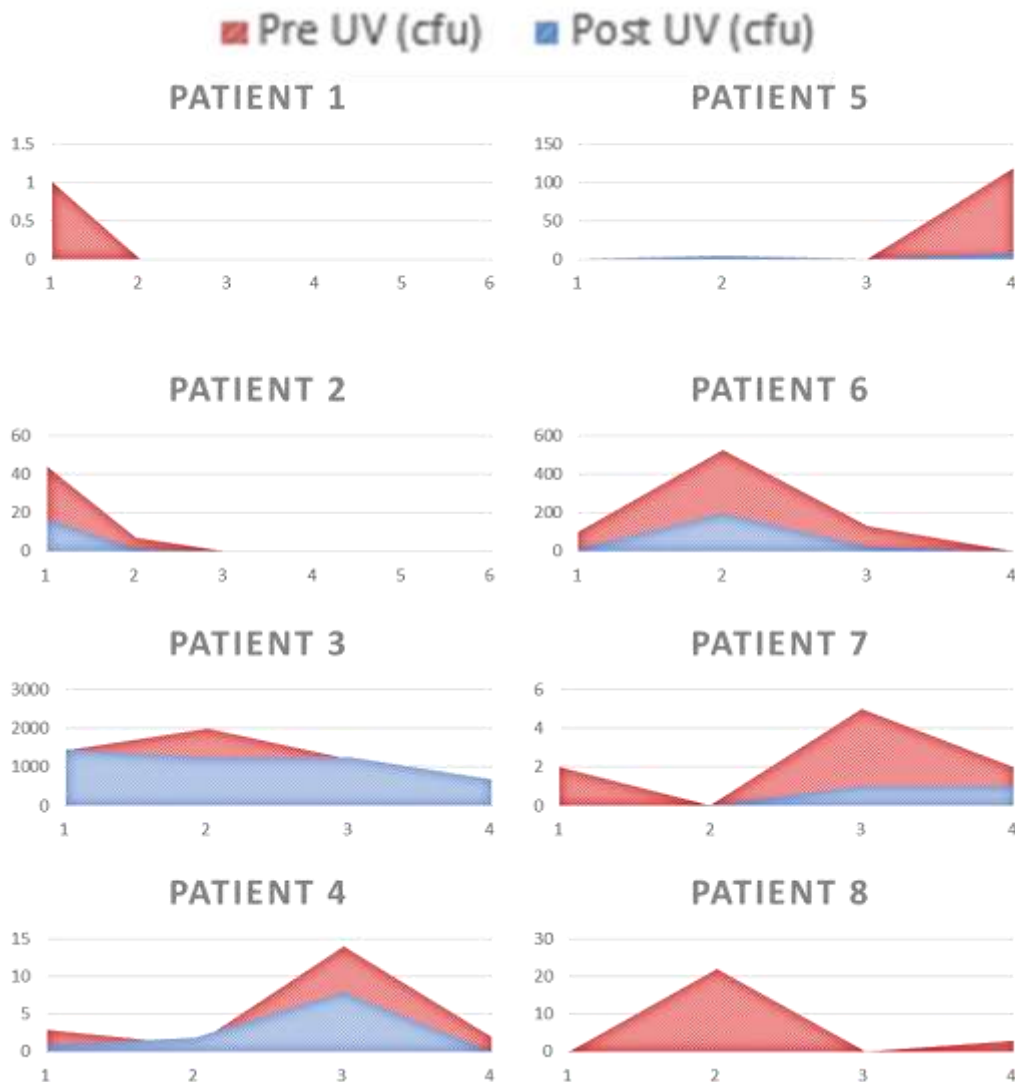 Pre UV (cfu) Post UV (cfu)
PATIENT 1
1.5
1
0.5
0
1 2 3 4 5 6
PATIENT 5
150
100
50
0
1 2 3 4
PATIENT 2
60
40
20
0
1 2 3 4 5 6
PATIENT 6
600
400
200
0
1 2 3 4
PATIENT 3
3000
2000
1000
0
1 2 3 4
PATIENT 7
6
4
2
0
1 2 3 4
PATIENT 4
15
10
5
0
1 2 3 4
PATIENT 8
30
20
10
0
1 2 3 4